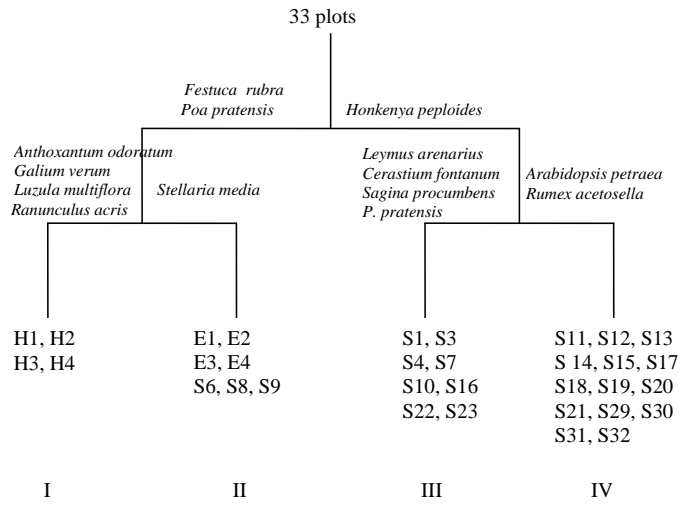 33 plots
Festuca rubra
Poa pratensis
Honkenya peploides
Anthoxantum odoratum
Galium verum
Luzula multiflora
Ranunculus acris
Stellaria media
Leymus arenarius
Cerastium fontanum
Sagina procumbens
P. pratensis
Arabidopsis petraea
Rumex acetosella
H1, H2
H3, H4
E1, E2
E3, E4
S6, S8, S9
S1, S3
S4, S7
S10, S16
S22, S23
S11, S12, S13
S 14, S15, S17
S18, S19, S20
S21, S29, S30
S31, S32
I
II
III
IV